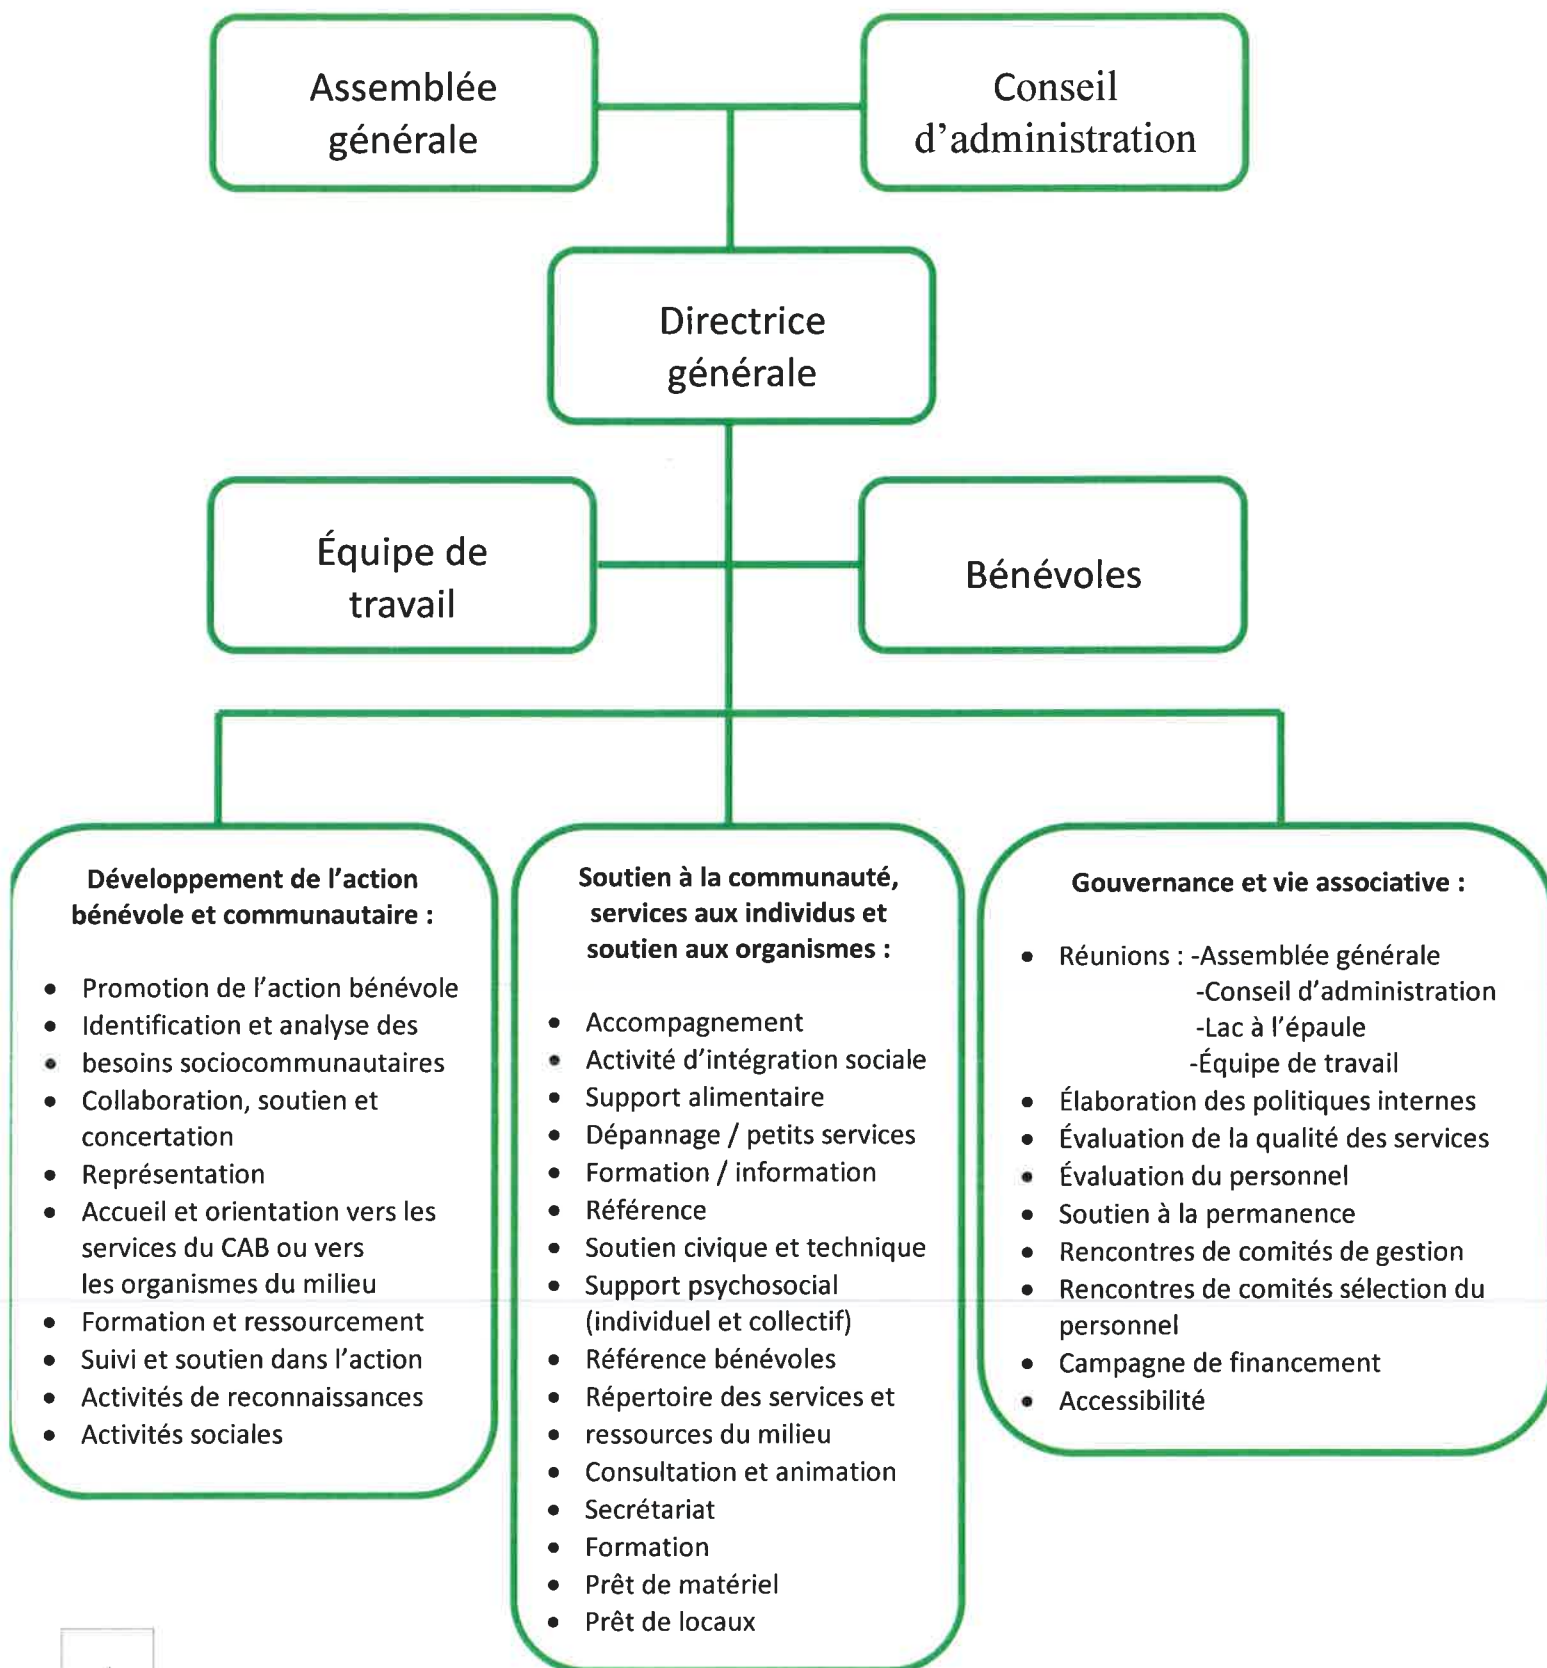 Assemblée
générale
Conseil
d’administration
Directrice
générale
Équipe de
travail
Bénévoles
Développement de l’action
bénévole et communautaire :
• Promotion de l’action bénévole
• Identification et analyse des
• besoins sociocommunautaires
• Collaboration, soutien et
concertation
• Représentation
• Accueil et orientation vers les
services du CAB ou vers
les organismes du milieu
• Formation et ressourcement
• Suivi et soutien dans l’action
• Activités de reconnaissances
• Activités sociales
Soutien à la communauté,
services aux individus et
soutien aux organismes :
• Accompagnement
• Activité d’intégration sociale
• Support alimentaire
• Dépannage / petits services
• Formation / information
• Référence
• Soutien civique et technique
• Support psychosocial
(individuel et collectif)
• Référence bénévoles
• Répertoire des services et
• ressources du milieu
• Consultation et animation
• Secrétariat
• Formation
• Prêt de matériel
• Prêt de locaux
Gouvernance et vie associative :
• Réunions : -Assemblée générale
-Conseil d’administration
-Lac à l’épaule
-Équipe de travail
• Élaboration des politiques internes
• Évaluation de la qualité des services
• Évaluation du personnel
• Soutien à la permanence
• Rencontres de comités de gestion
• Rencontres de comités sélection du
personnel
• Campagne de financement
• Accessibilité